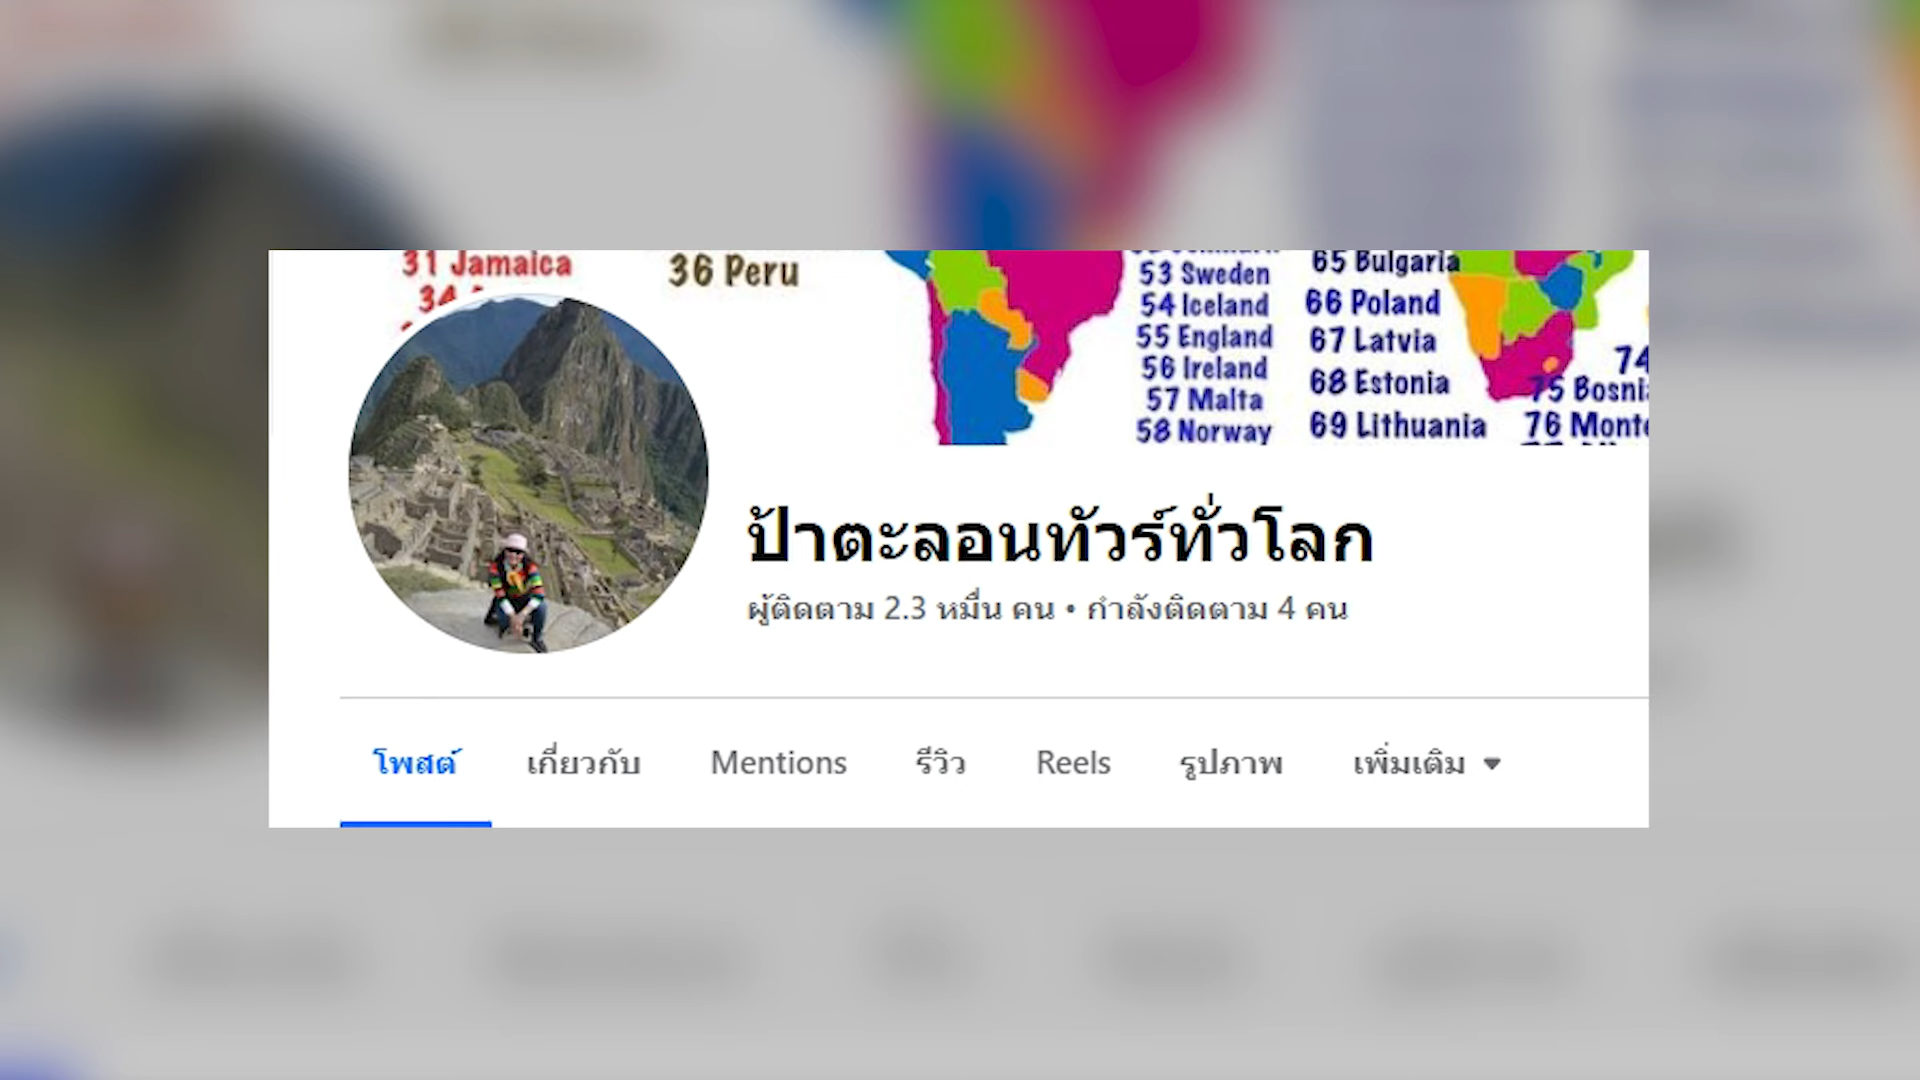 31 Jamaica
34
36 Peru
53 Sweden
54 Iceland
55 England
56 Ireland
57 Malta
58 Norway
65 Bulgaria
66 Poland
67 Latvia
68 Estonia
69 Lithuania
74
75 Bosni
76 Monte
ป้าตะลอนทัวร์ทั่วโลก
ผู้ติดตาม 2.3 หมื่น คน • กำลังติดตาม 4 คน
โพสต์ เกี่ยวกับ Mentions รีวิว Reels รูปภาพ เพิ่มเติม